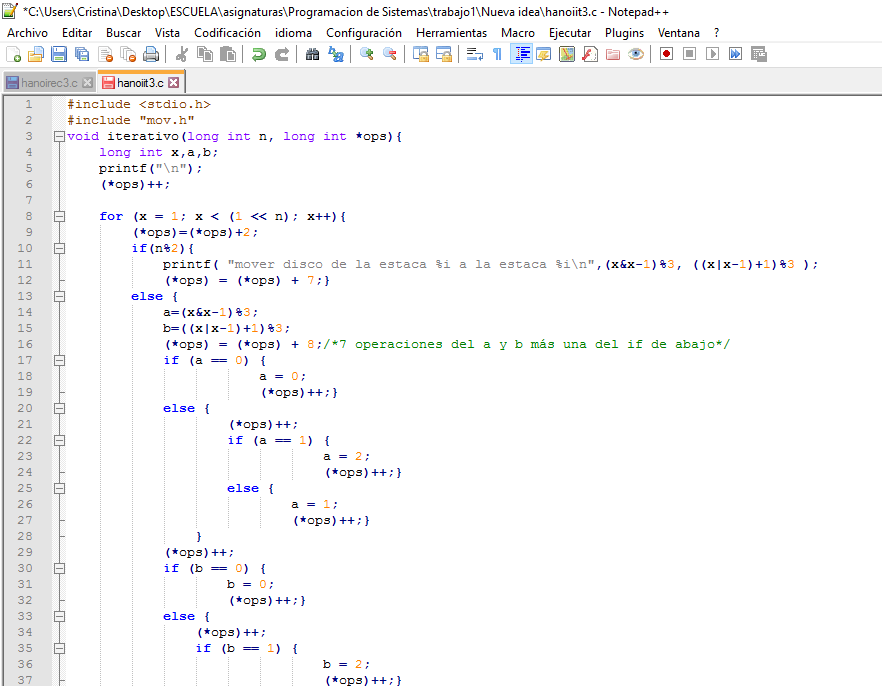 *C:\Users\Cristina\Desktop\ESCUELA\asignaturas\Programacion de Sistemas\trabajo1\Nueva idea\hanoiit3.c - Notepad++
Archivo Editar Buscar Vista Codificación idioma Configuración Herramientas Macro Ejecutar Plugins Ventana ?
hanoirec3.c hanoiit3.c
1 #include <stdio.h>
2 #include "mov.h"
3 void iterativo(long int n, long int *ops){
4 long int x,a,b;
5 printf("\n");
6 (*ops)++;
7
8 for (x = 1; x < (1 << n); x++){
9 (*ops)=(*ops)+2;
10 if(n%2){
11 printf( "mover disco de la estaca %i a la estaca %i\n",(x&x-1)%3, ((x|x-1)+1)%3 );
12 (*ops) = (*ops) + 7;}
13 else {
14 a=(x&x-1)%3;
15 b=((x|x-1)+1)%3;
16 (*ops) = (*ops) + 8;/*7 operaciones del a y b más una del if de abajo*/
17 if (a == 0) {
18 a = 0;
19 (*ops)++;}
20 else {
21 (*ops)++;
22 if (a == 1) {
23 a = 2;
24 (*ops)++;}
25 else {
26 a = 1;
27 (*ops)++;}
28 }
29 (*ops)++;
30 if (b == 0) {
31 b = 0;
32 (*ops)++;}
33 else {
34 (*ops)++;
35 if (b == 1) {
36 b = 2;
37 (*ops)++;}